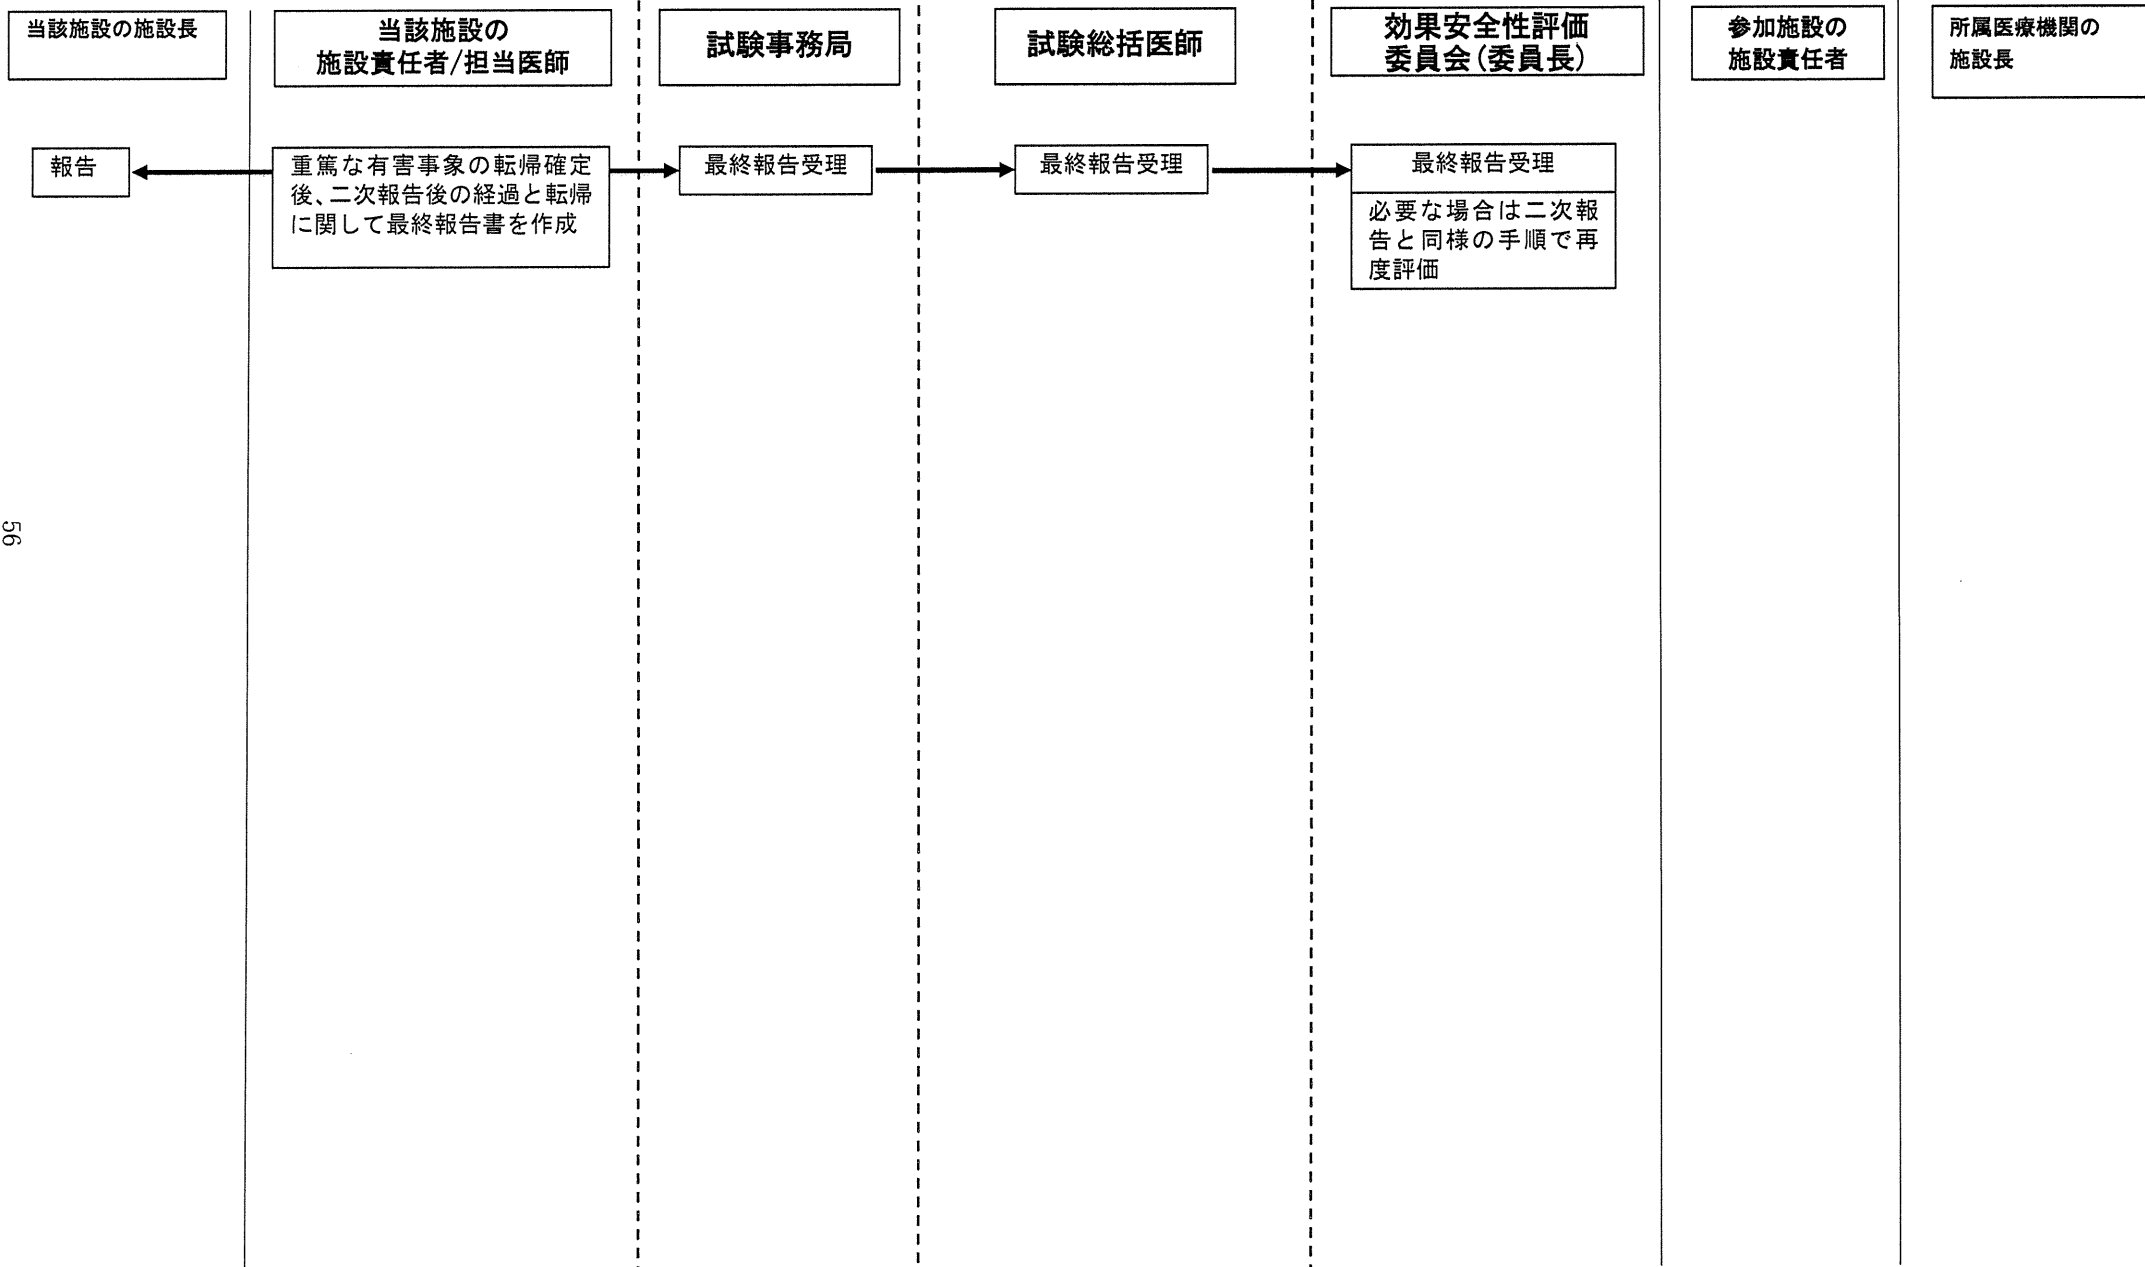 当該施設の施設長
当該施設の
施設責任者/担当医師
試験事務局
試験総括医師
効果安全性評価
委員会(委員長)
参加施設の
施設責任者
所属医療機関の
施設長
報告
重篤な有害事象の転帰確定
後、二次報告後の経過と転帰
に関して最終報告書を作成
最終報告受理
最終報告受理
最終報告受理
必要な場合は二次報
告と同様の手順で再
度評価
56